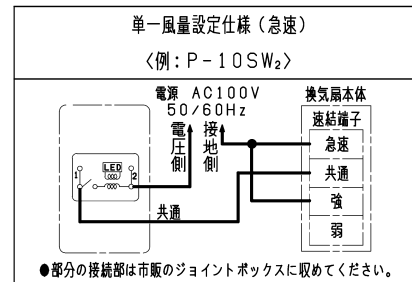 単一風量設定仕様(急速)
〈例:P-10SW₂〉
電源 AC100V
50/60Hz
電圧側
接地側
換気扇本体
速結端子
急速
共通
強
弱
LED
1
2
共通
●部分の接続部は市販のジョイントボックスに収めてください。